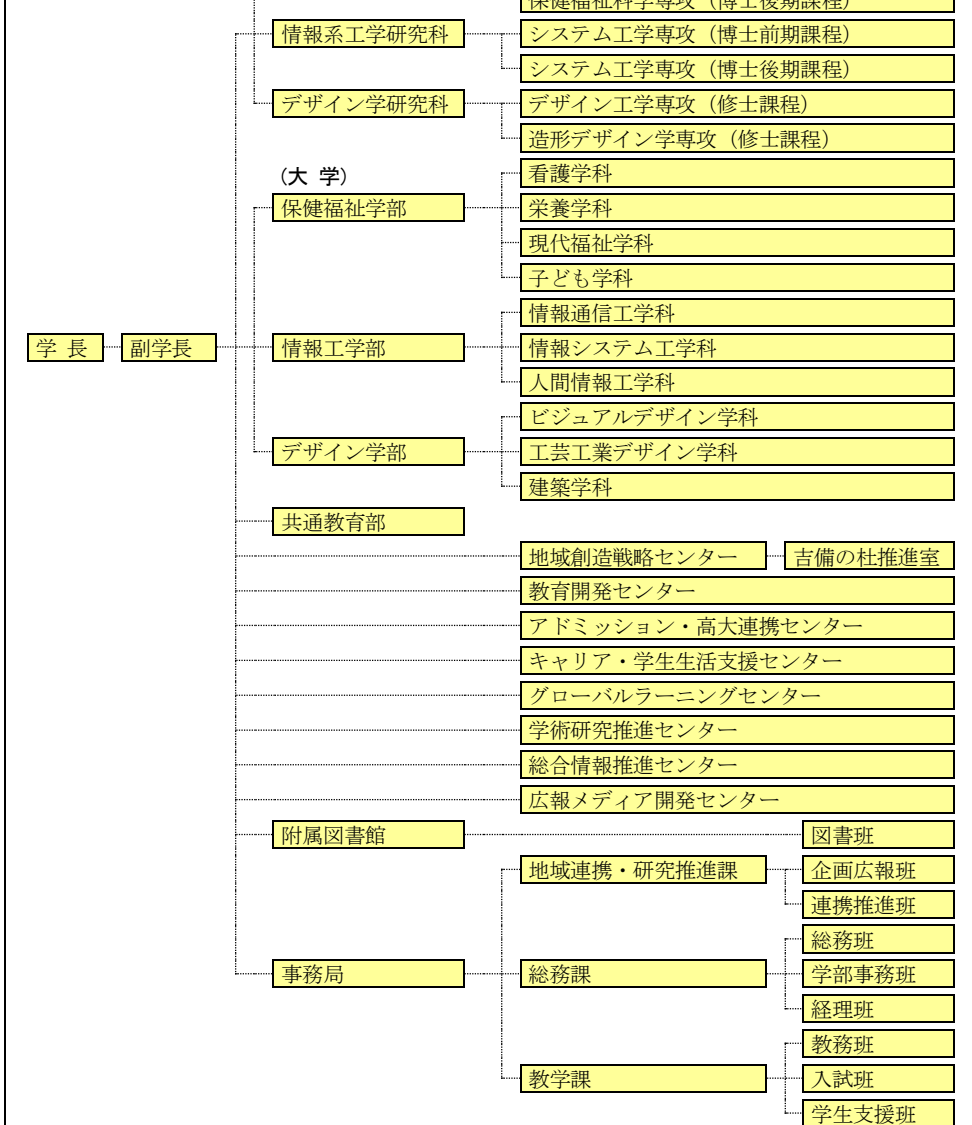 保健福祉科学専攻（博士後期課程）
情報系工学研究科
システム工学専攻（博士前期課程）
システム工学専攻（博士後期課程）
デザイン学研究科
デザイン工学専攻（修士課程）
造形デザイン学専攻（修士課程）
（大 学）
看護学科
保健福祉学部
栄養学科
現代福祉学科
子ども学科
情報通信工学科
学 長
副学長
情報工学部
情報システム工学科
人間情報工学科
ビジュアルデザイン学科
デザイン学部
工芸工業デザイン学科
建築学科
共通教育部
地域創造戦略センター
吉備の杜推進室
教育開発センター
アドミッション・高大連携センター
キャリア・学生生活支援センター
グローバルラーニングセンター
学術研究推進センター
総合情報推進センター
広報メディア開発センター
附属図書館
図書班
地域連携・研究推進課
企画広報班
連携推進班
総務班
事務局
総務課
学部事務班
経理班
教務班
教学課
入試班
学生支援班